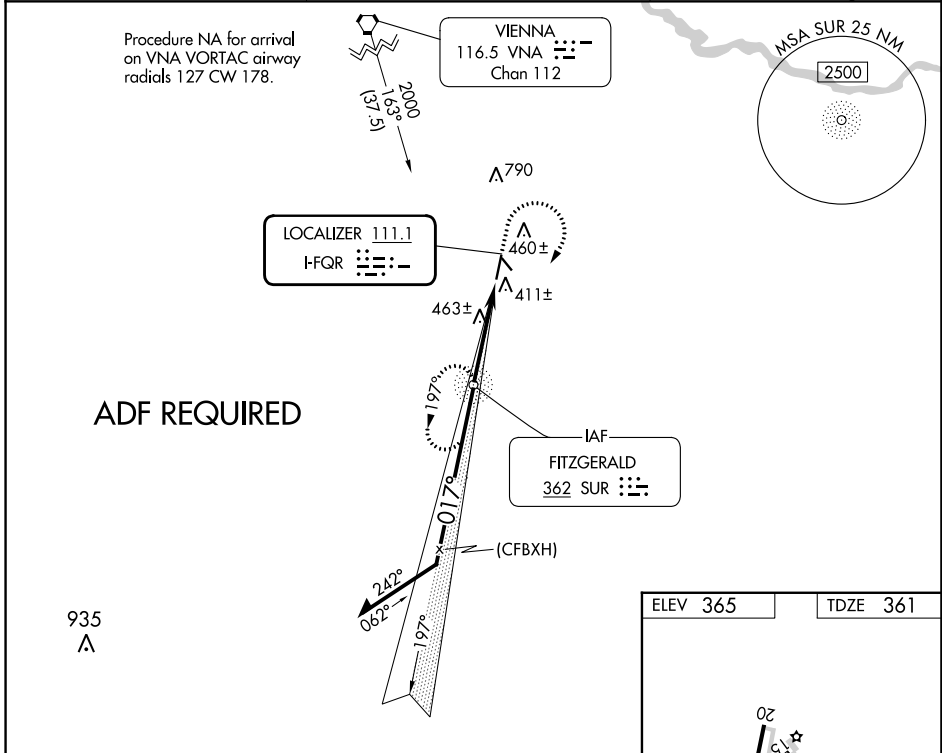 Procedure NA for arrival
on VNA VORTAC airway
radials 127 CW 178.
VIENNA
116.5 VNA
Chan 112
MSA SUR 25 NM
2500
2000
163°
(37.5)
790
LOCALIZER 111.1
I-FQR
460±
411±
463±
197°
ADF REQUIRED
IAF
FITZGERALD
362 SUR
017°
(CFBXH)
242°
062°
197°
935
ELEV 365
TDZE 361
20